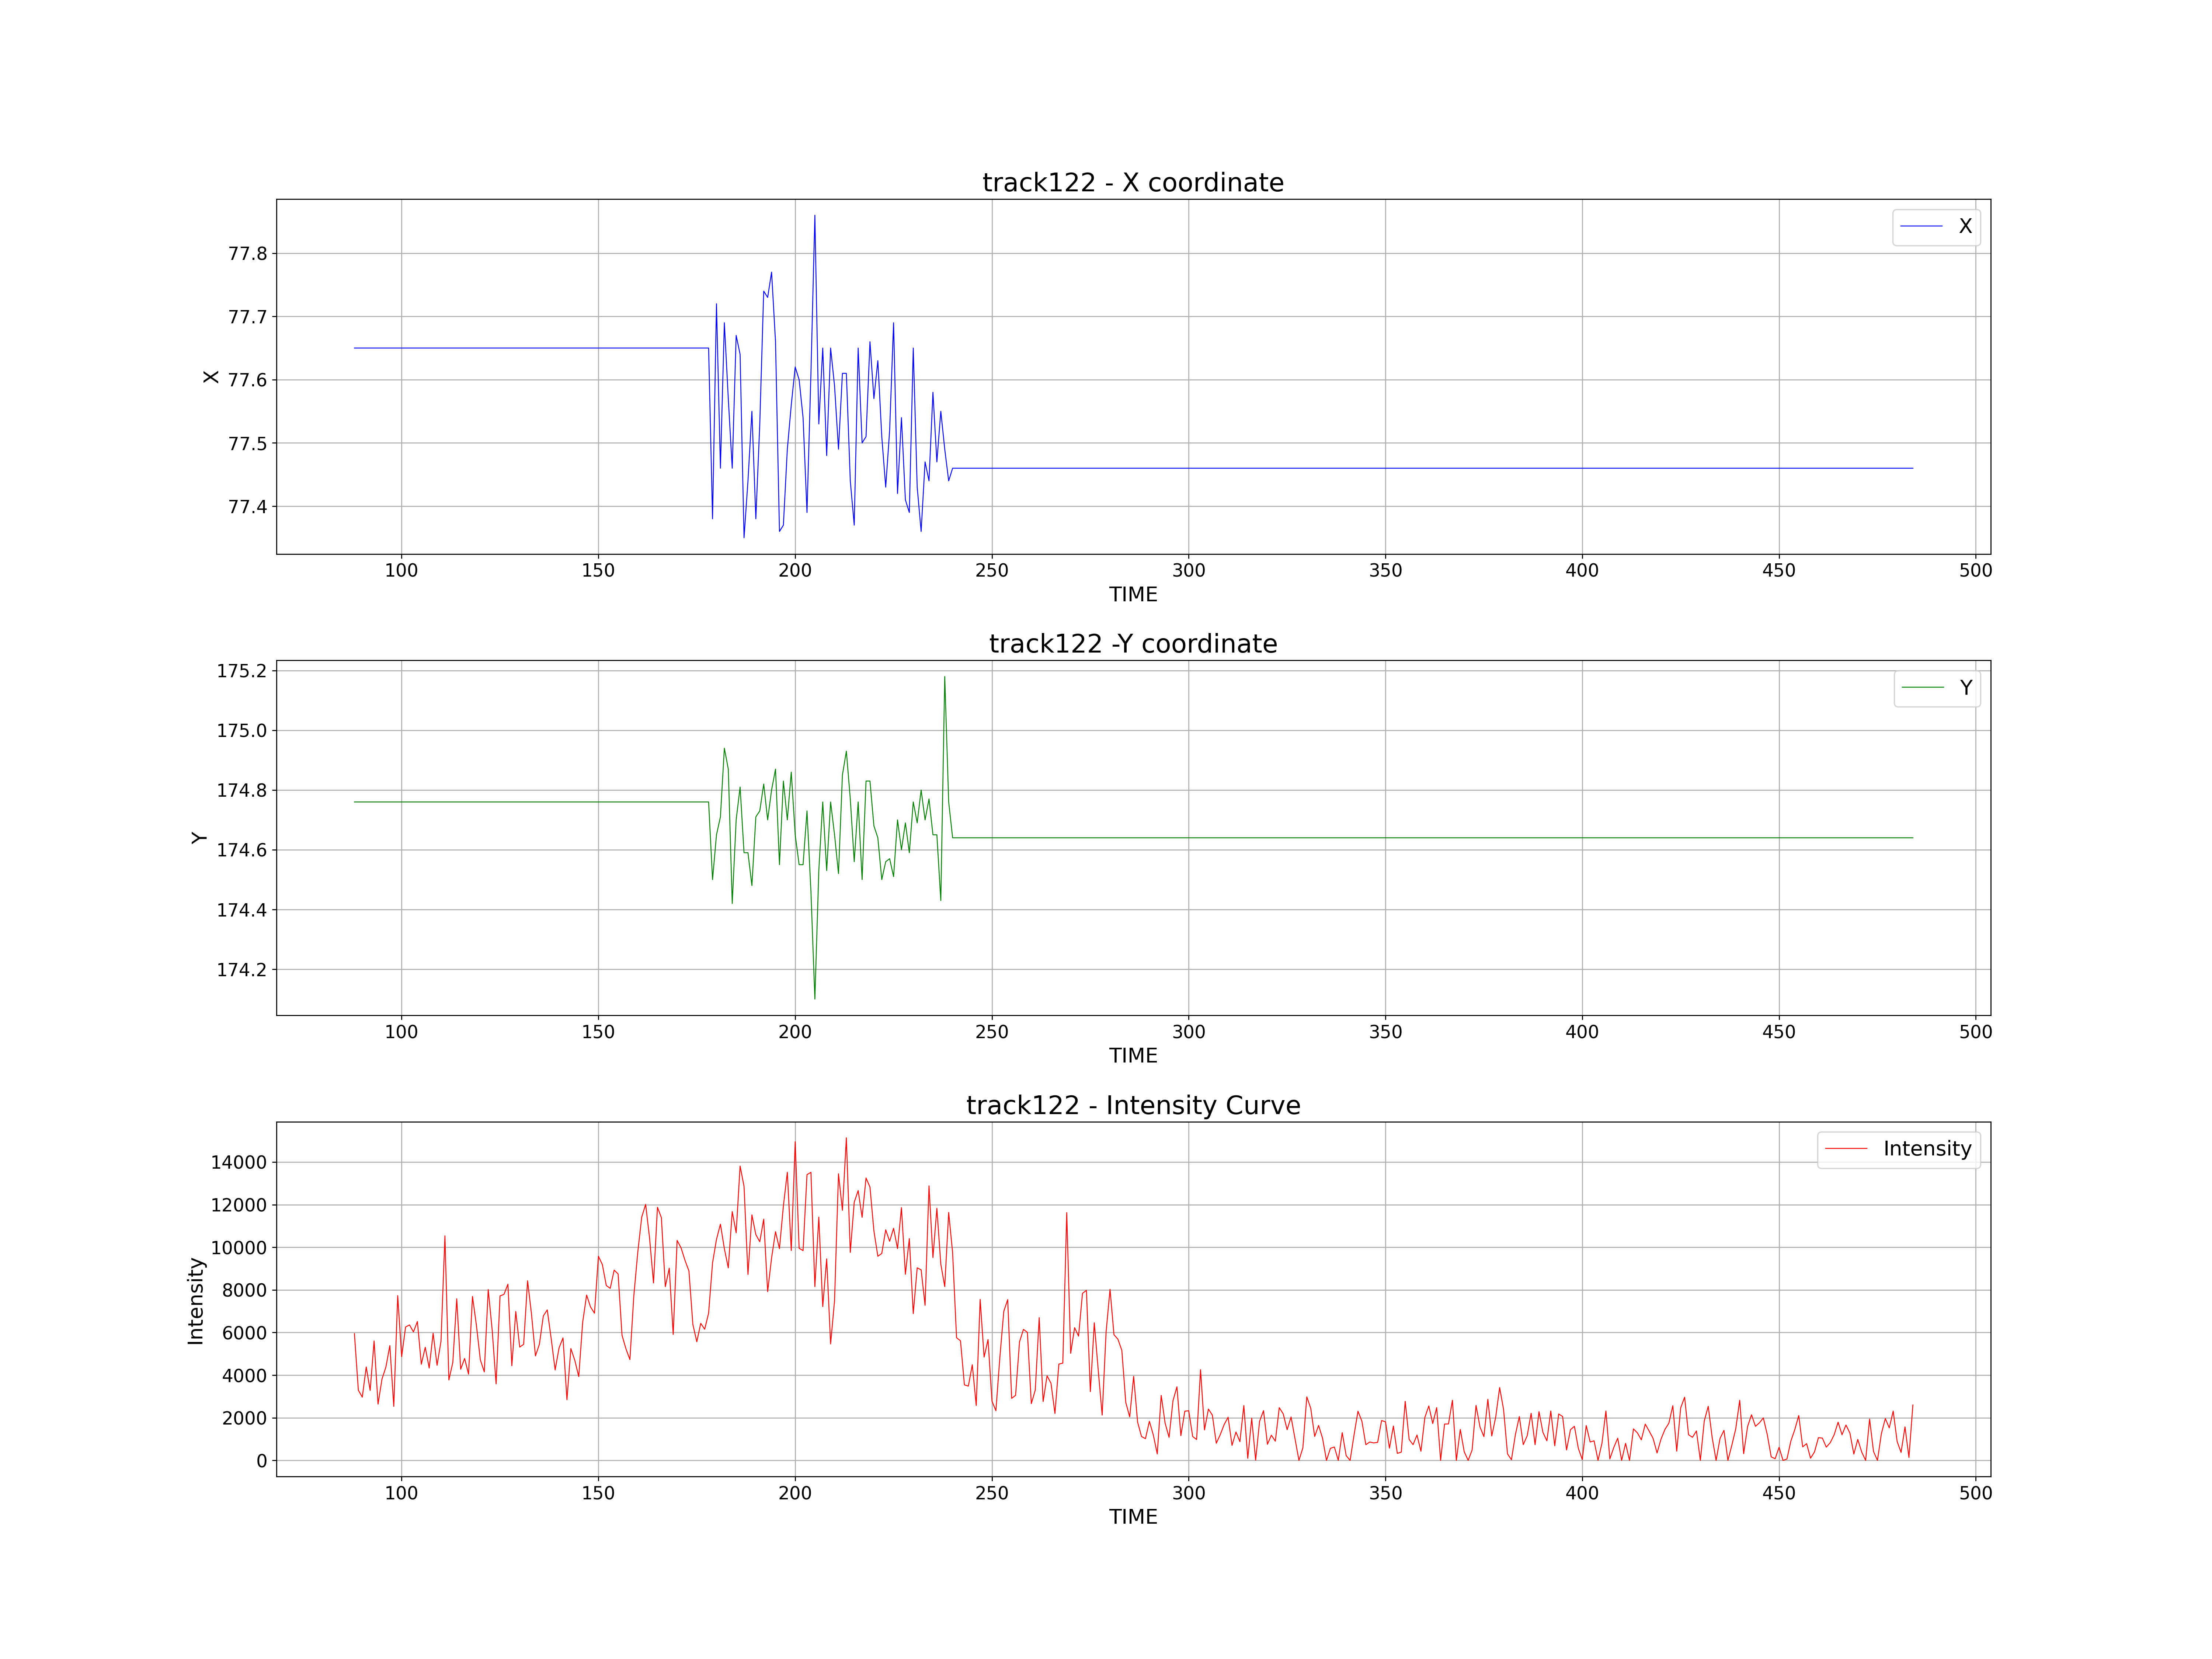 track122 - X coordinate
X
77.8
77.7
77.6
77.5
77.4
X
100 150 200 250 300 350 400 450 500
TIME
track122 -Y coordinate
Y
175.2
175.0
174.8
174.6
174.4
174.2
Y
100 150 200 250 300 350 400 450 500
TIME
track122 - Intensity Curve
Intensity
14000
12000
10000
8000
6000
4000
2000
0
Intensity
100 150 200 250 300 350 400 450 500
TIME